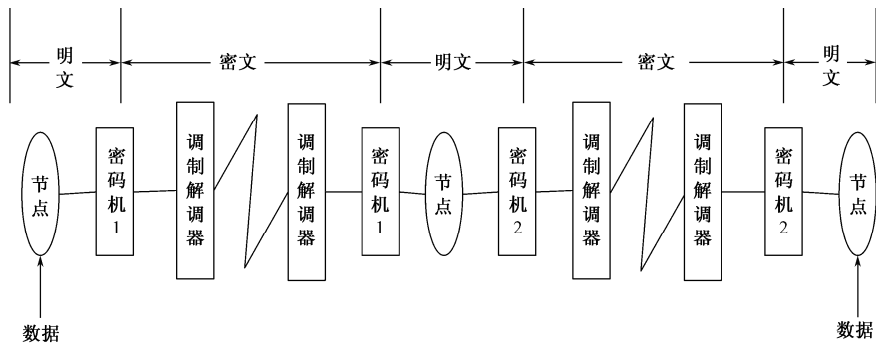 明文
密文
明文
密文
明文
节点
密码机1
调制解调器
调制解调器
密码机1
节点
密码机2
调制解调器
调制解调器
密码机2
节点
数据
数据